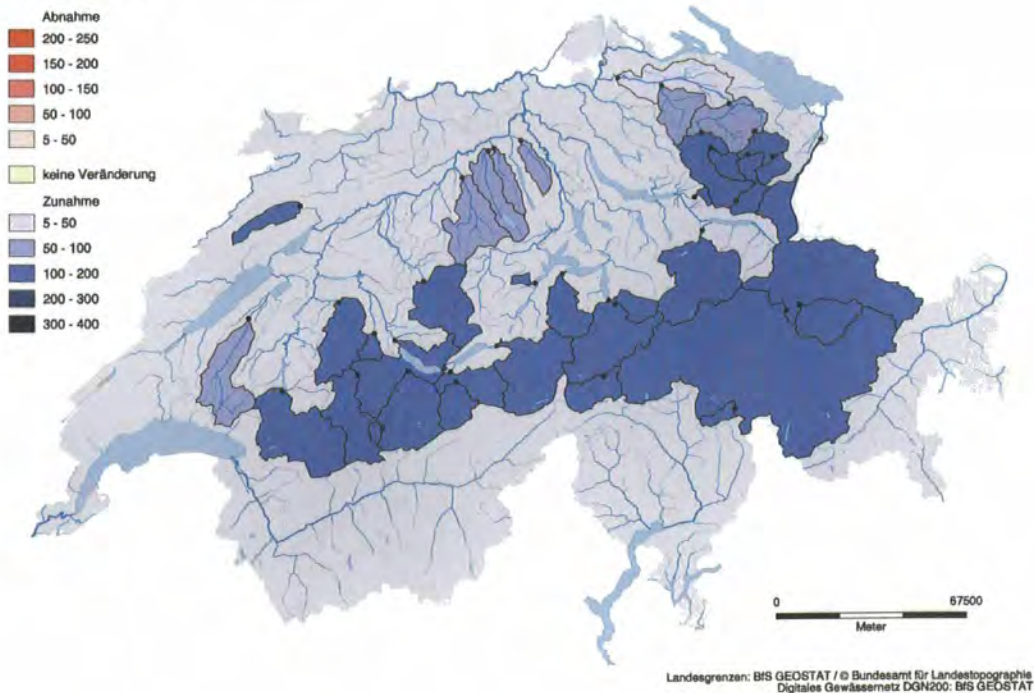 Abnahme
200 - 250
150 - 200
100 - 150
50 - 100
5 - 50
keine Veränderung
Zunahme
5 - 50
50 - 100
100 - 200
200 - 300
300 - 400
0 67500
Meter
Landesgrenzen: BfS GEOSTAT / © Bundesamt für Landestopographie
Digitales Gewässernetz DGN200: BfS GEOSTAT